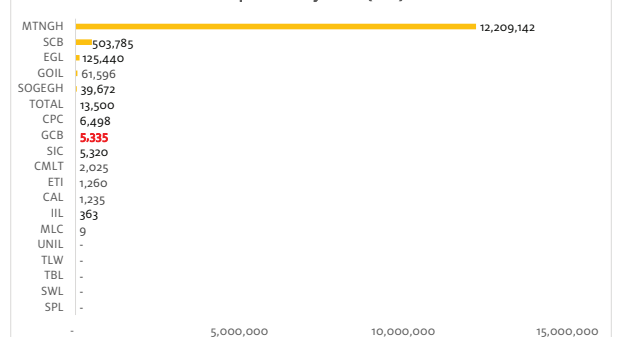 MTNGH 12,209,142
SCB 503,785
EGL 125,440
GOIL 61,596
SOGEGH 39,672
TOTAL 13,500
CPC 6,498
GCB 5,335
SIC 5,320
CMLT 2,025
ETI 1,260
CAL 1,235
IIL 363
MLC 9
UNIL -
TLW -
TBL -
SWL -
SPL -
- 5,000,000 10,000,000 15,000,000